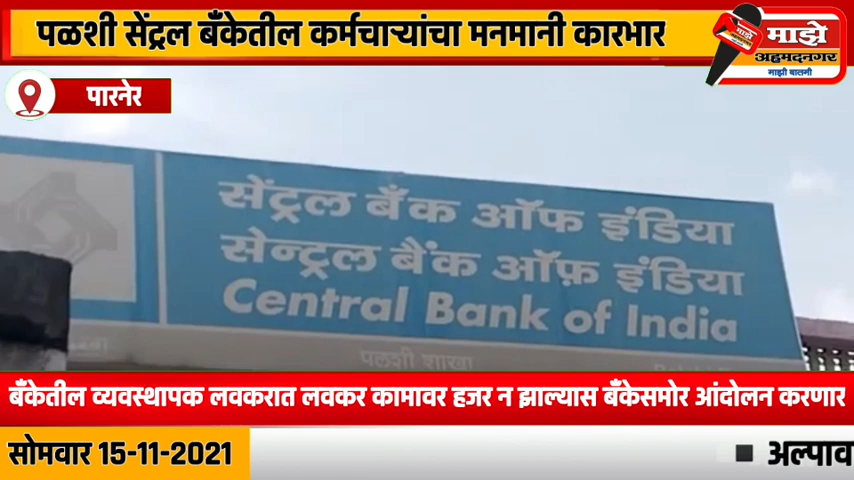 पळशी सेंट्रल बँकेतील कर्मचाऱ्यांचा मनमानी कारभार
माझे
अहमदनगर
माझी बातमी
पारनेर
सेंट्रल बँक ऑफ इंडिया
सेन्ट्रल बैंक ऑफ़ इंडिया
Central Bank of India
पळशी शाखा
बँकेतील व्यवस्थापक लवकरात लवकर कामावर हजर न झाल्यास बँकेसमोर आंदोलन करणार
सोमवार 15-11-2021
अल्पाव